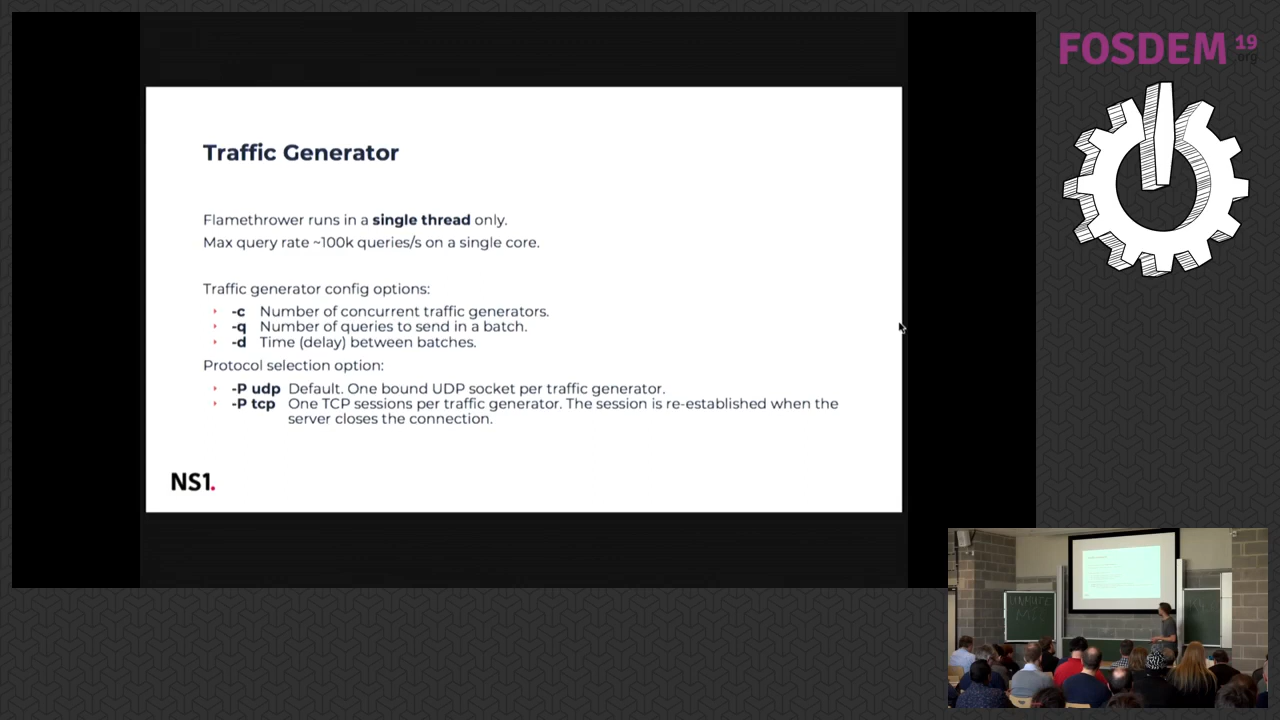 FOSDEM 19
.org
Traffic Generator
Flamethrower runs in a single thread only.
Max query rate ~100k queries/s on a single core.
Traffic generator config options:
-c Number of concurrent traffic generators.
-q Number of queries to send in a batch.
-d Time (delay) between batches.
Protocol selection option:
-P udp Default. One bound UDP socket per traffic generator.
-P tcp One TCP sessions per traffic generator. The session is re-established when the
server closes the connection.
NS1.